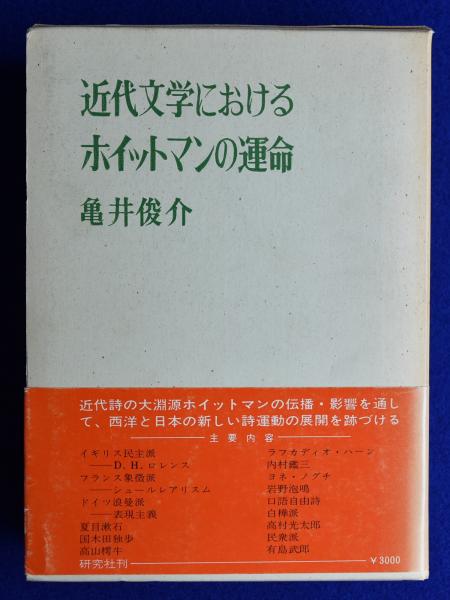 近代文学における
ホイットマンの運命
亀井俊介
近代詩の大淵源ホイットマンの伝播・影響を通し
て、西洋と日本の新しい詩運動の展開を跡づける
主要内容
イギリス民主派
——D.H.ロレンス
フランス象徴派
——シュールレアリスム
ドイツ浪曼派
——表現主義
夏目漱石
国木田独歩
高山樗牛
ラフカディオ・ハーン
内村鑑三
ヨネ・ノグチ
岩野泡鳴
口語自由詩
白樺派
高村光太郎
民衆派
有島武郎
研究社刊
¥3000